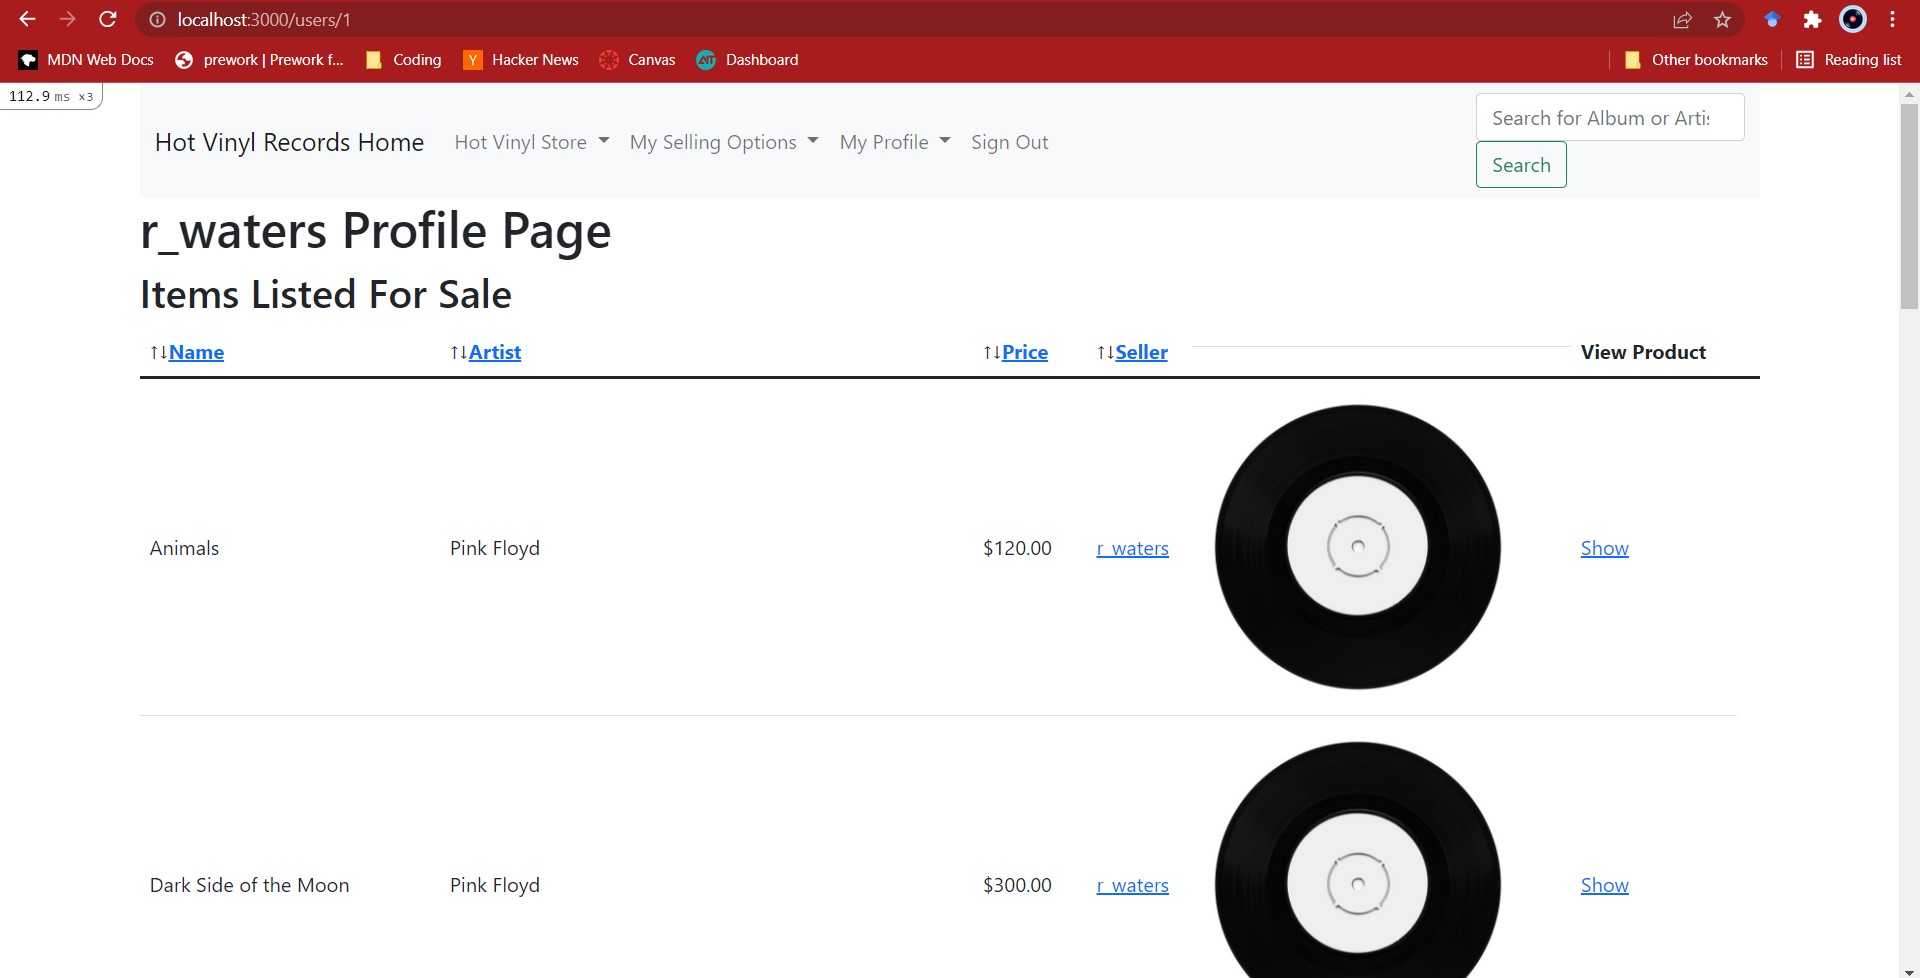 localhost:3000/users/1
MDN Web Docs prework | Prework f... Coding Y Hacker News Canvas Dashboard Other bookmarks Reading list
112.9 ms x3
Hot Vinyl Records Home Hot Vinyl Store My Selling Options My Profile Sign Out
Search for Album or Artis
Search
r_waters Profile Page
Items Listed For Sale
↑↓Name ↑↓Artist ↑↓Price ↑↓Seller View Product
Animals Pink Floyd $120.00 r_waters Show
Dark Side of the Moon Pink Floyd $300.00 r_waters Show